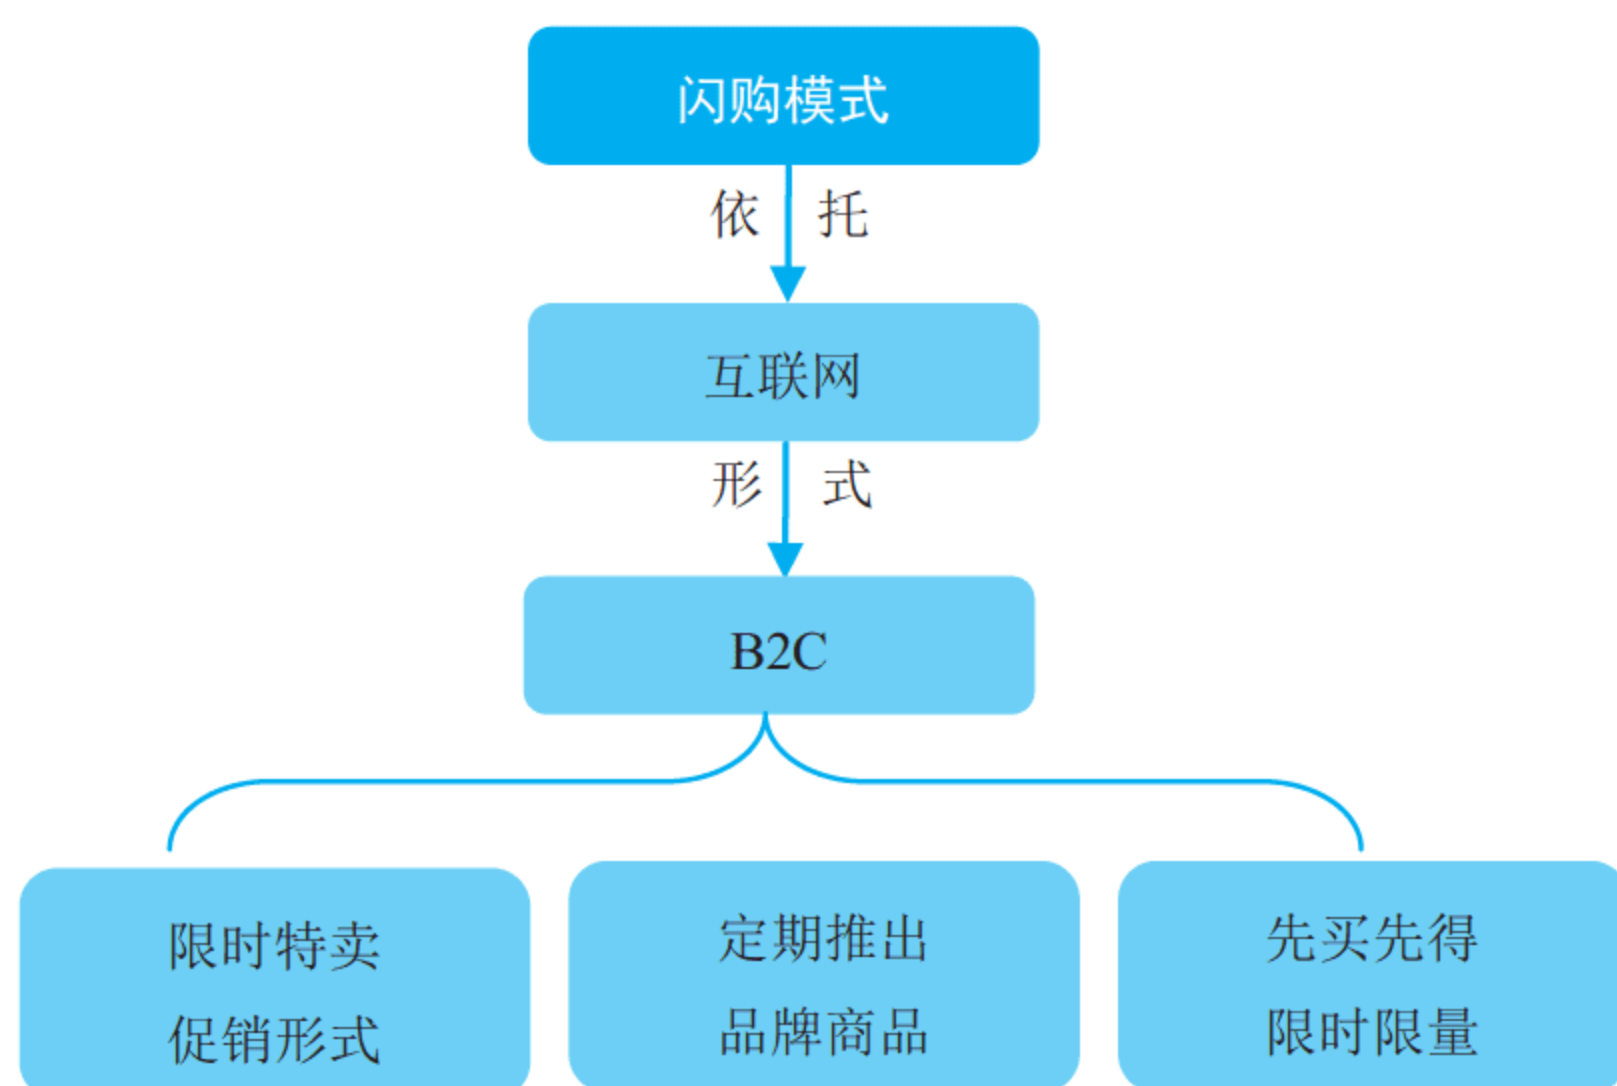 闪购模式
依 托
互联网
形 式
B2C
限时特卖
促销形式
定期推出
品牌商品
先买先得
限时限量